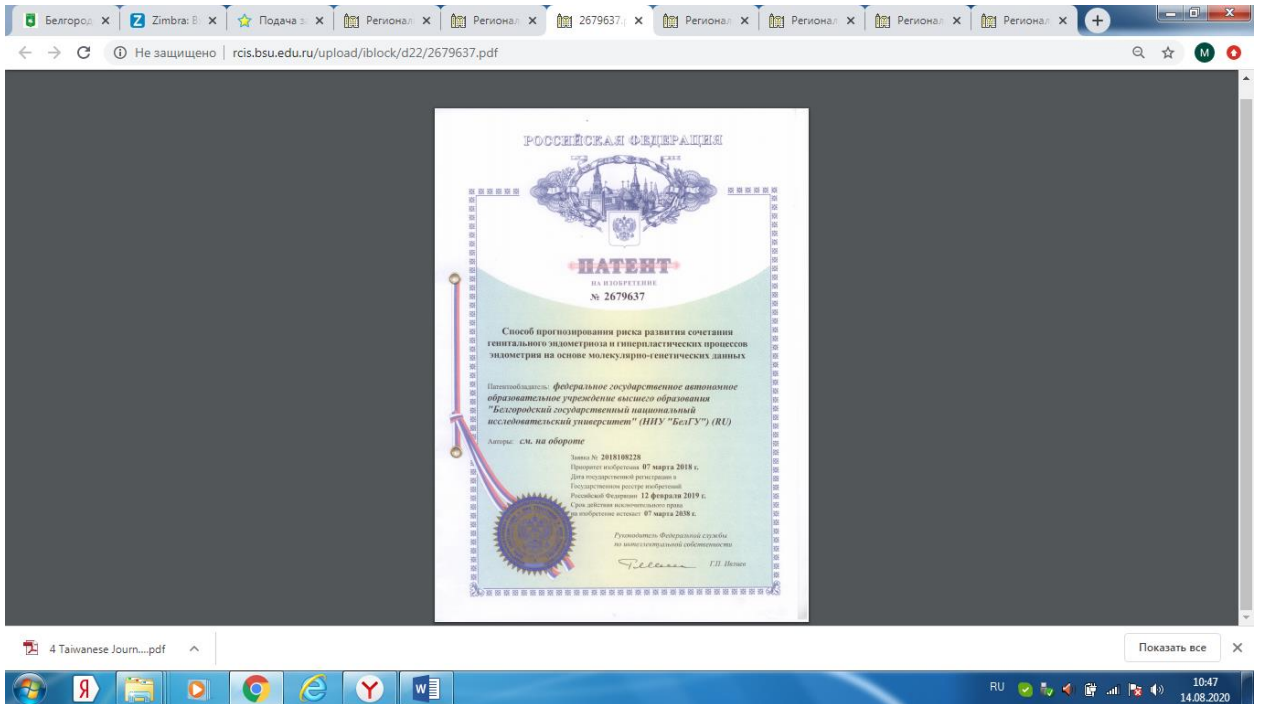 Белгород
Zimbra: В
Подача з
Регионал
Регионал
2679637.p
Регионал
Регионал
Регионал
Регионал
Не защищено | rcis.bsu.edu.ru/upload/iblock/d22/2679637.pdf
М
РОССИЙСКАЯ ФЕДЕРАЦИЯ
ПАТЕНТ
НА ИЗОБРЕТЕНИЕ
№ 2679637
Способ прогнозирования риска развития сочетания
генитального эндометриоза и гиперпластических процессов
эндометрия на основе молекулярно-генетических данных
Патентообладатель: федеральное государственное автономное
образовательное учреждение высшего образования
"Белгородский государственный национальный
исследовательский университет" (НИУ "БелГУ") (RU)
Авторы: см. на обороте
Заявка № 2018108228
Приоритет изобретения 07 марта 2018 г.
Дата государственной регистрации в
Государственном реестре изобретений
Российской Федерации 12 февраля 2019 г.
Срок действия исключительного права
на изобретение истекает 07 марта 2038 г.
Руководитель Федеральной службы
по интеллектуальной собственности
Г.П. Ивлиев
4 Taiwanese Journ....pdf
Показать все
Я
Y
W
RU
10:47
14.08.2020